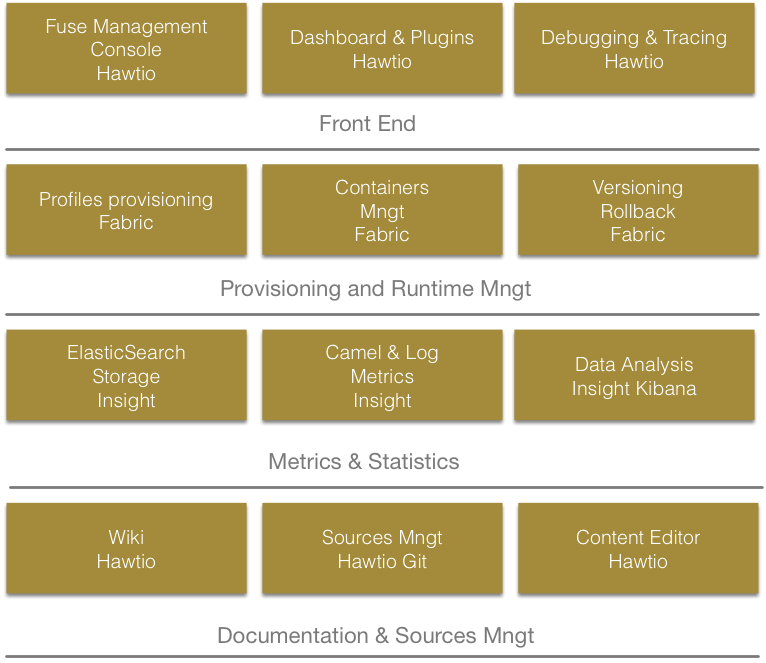 Fuse Management
Console
Hawtio
Dashboard & Plugins
Hawtio
Debugging & Tracing
Hawtio
Front End
Profiles provisioning
Fabric
Containers
Mngt
Fabric
Versioning
Rollback
Fabric
Provisioning and Runtime Mngt
ElasticSearch
Storage
Insight
Camel & Log
Metrics
Insight
Data Analysis
Insight Kibana
Metrics & Statistics
Wiki
Hawtio
Sources Mngt
Hawtio Git
Content Editor
Hawtio
Documentation & Sources Mngt